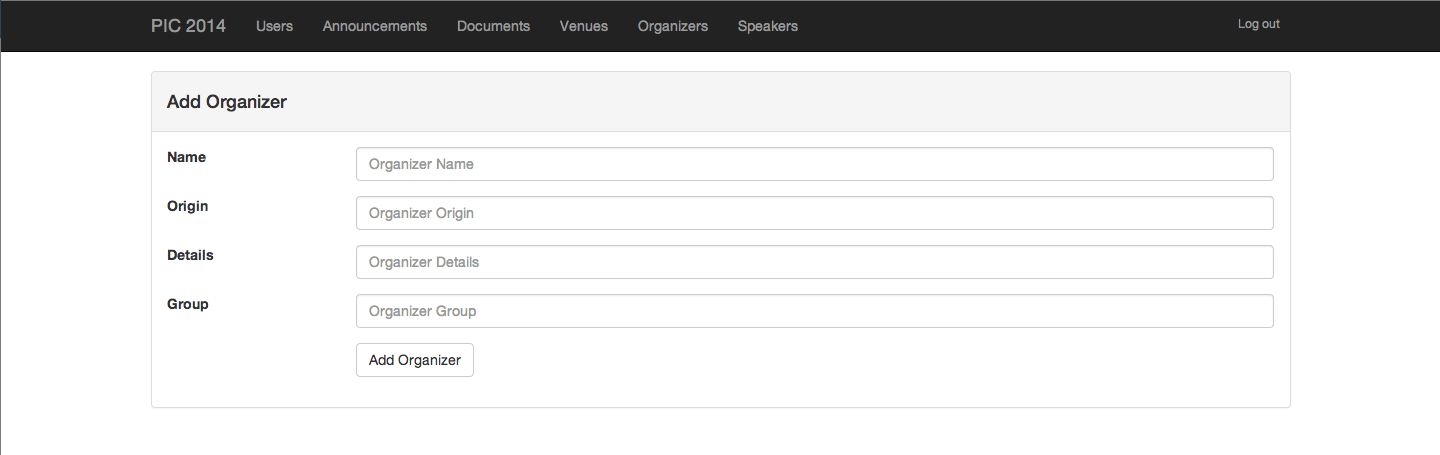 PIC 2014 Users Announcements Documents Venues Organizers Speakers Log out
Add Organizer
Name Organizer Name
Origin Organizer Origin
Details Organizer Details
Group Organizer Group
Add Organizer